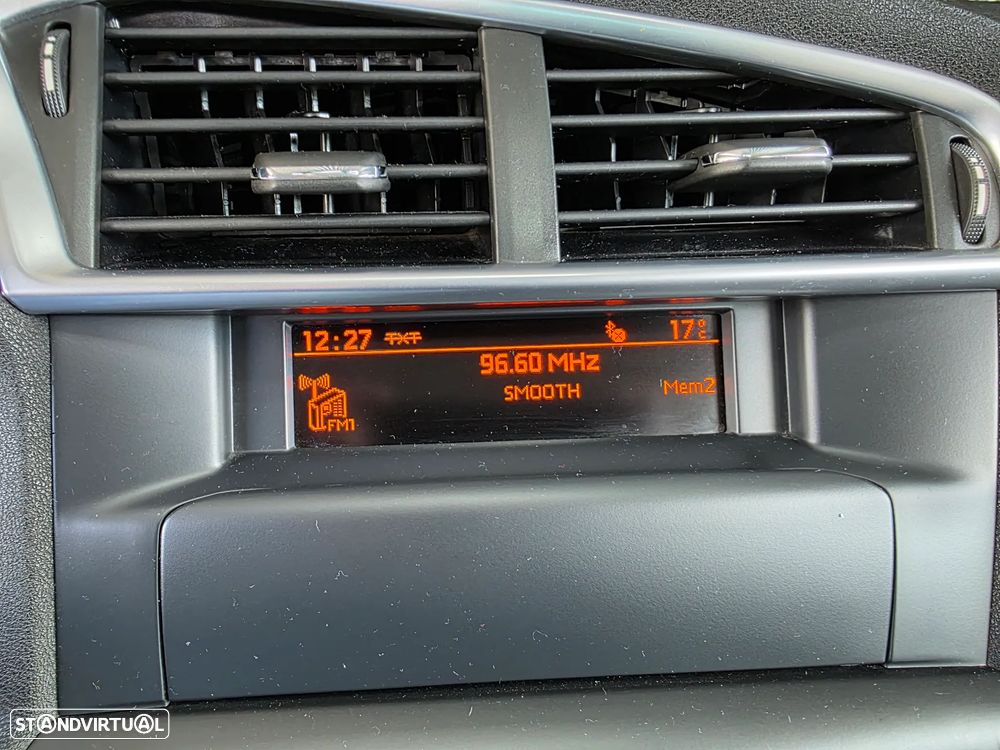 12:27 TXT 17°C
96.60 MHz
SMOOTH Mem2
FM1
STANDVIRTUAL